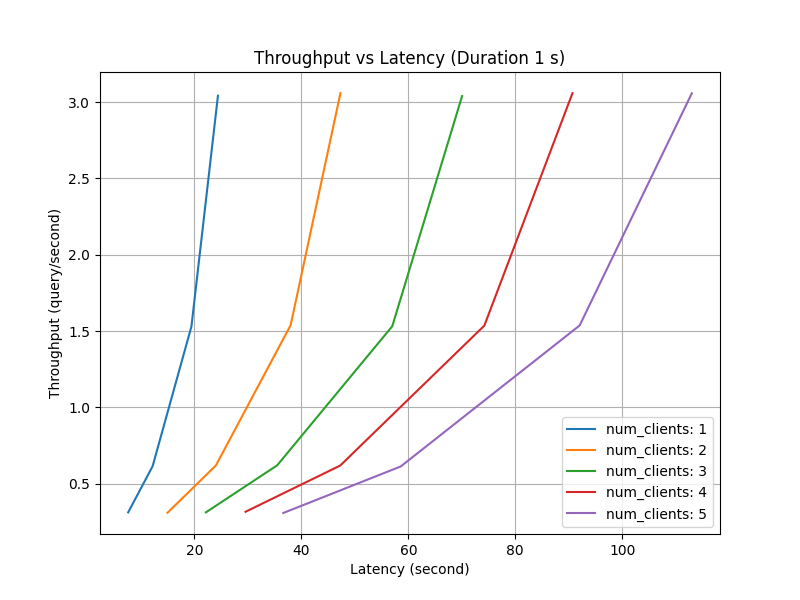 Throughput vs Latency (Duration 1 s)
3.0
2.5
2.0
1.5
1.0
0.5
Throughput (query/second)
num_clients: 1
num_clients: 2
num_clients: 3
num_clients: 4
num_clients: 5
20 40 60 80 100
Latency (second)